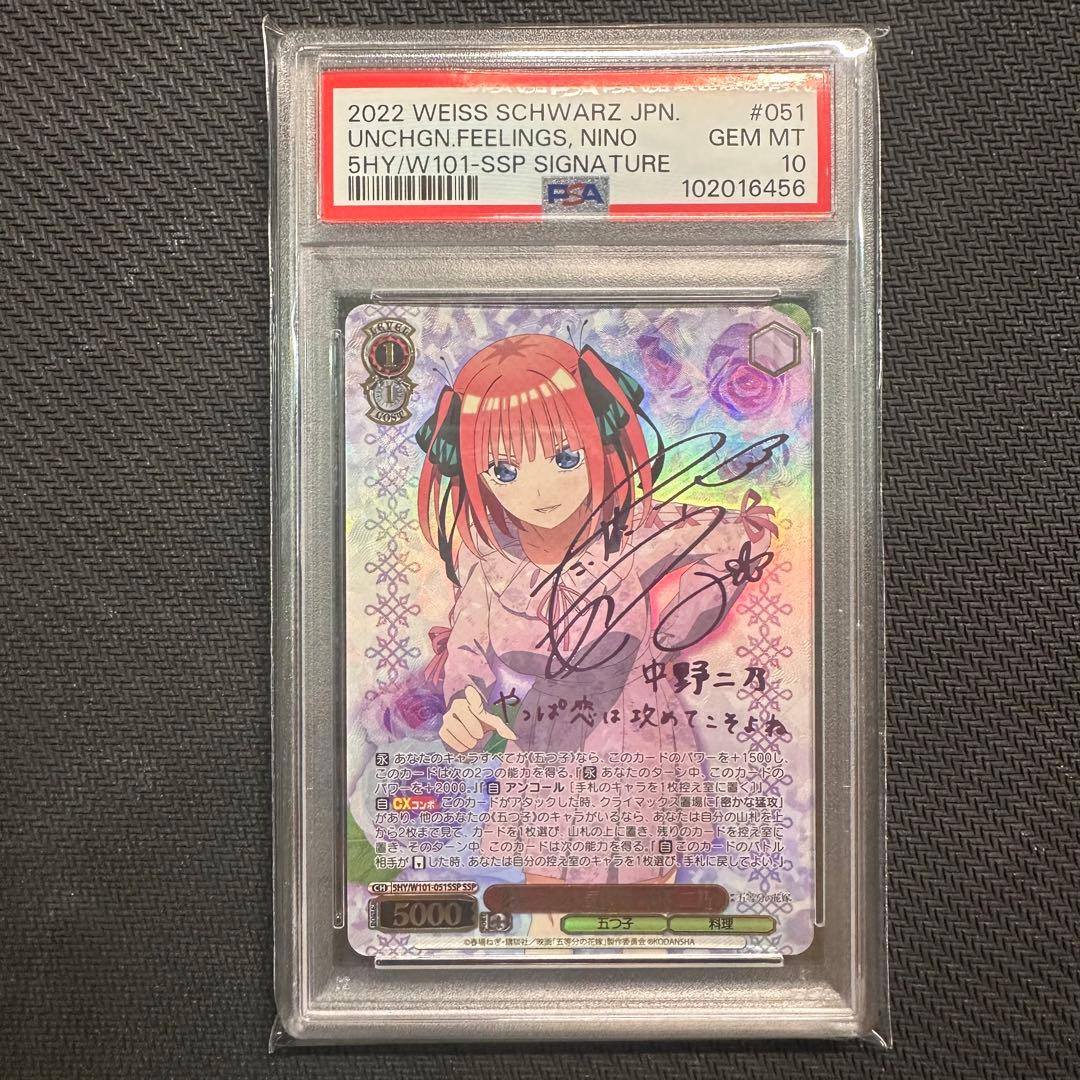 2022 WEISS SCHWARZ JPN. #051
UNCHGN.FEELINGS, NINO GEM MT
5HY/W101-SSP SIGNATURE 10
PSA 102016456
LEVEL
1
1
COST
中野二乃
やっぱ恋は攻めてこそよね
永 あなたのキャラすべてが《五つ子》なら、このカードのパワーを＋1500し、
このカードは次の2つの能力を得る。『永 あなたのターン中、このカードの
パワーを＋2000。』『自 アンコール ［手札のキャラを1枚控え室に置く］』
自 CXコンボ このカードがアタックした時、クライマックス置場に「密かな猛攻」
があり、他のあなたの《五つ子》のキャラがいるなら、あなたは自分の山札を上
から2枚まで見て、カードを1枚選び、山札の上に置き、残りのカードを控え室に
置き、そのターン中、このカードは次の能力を得る。『自 このカードのバトル
相手が した時、あなたは自分の控え室のキャラを1枚選び、手札に戻してよい。』
CH 5HY/W101-051SSP SSP
五等分の花嫁
5000
五つ子 料理
©春場ねぎ・講談社／映画「五等分の花嫁」製作委員会 ®KODANSHA